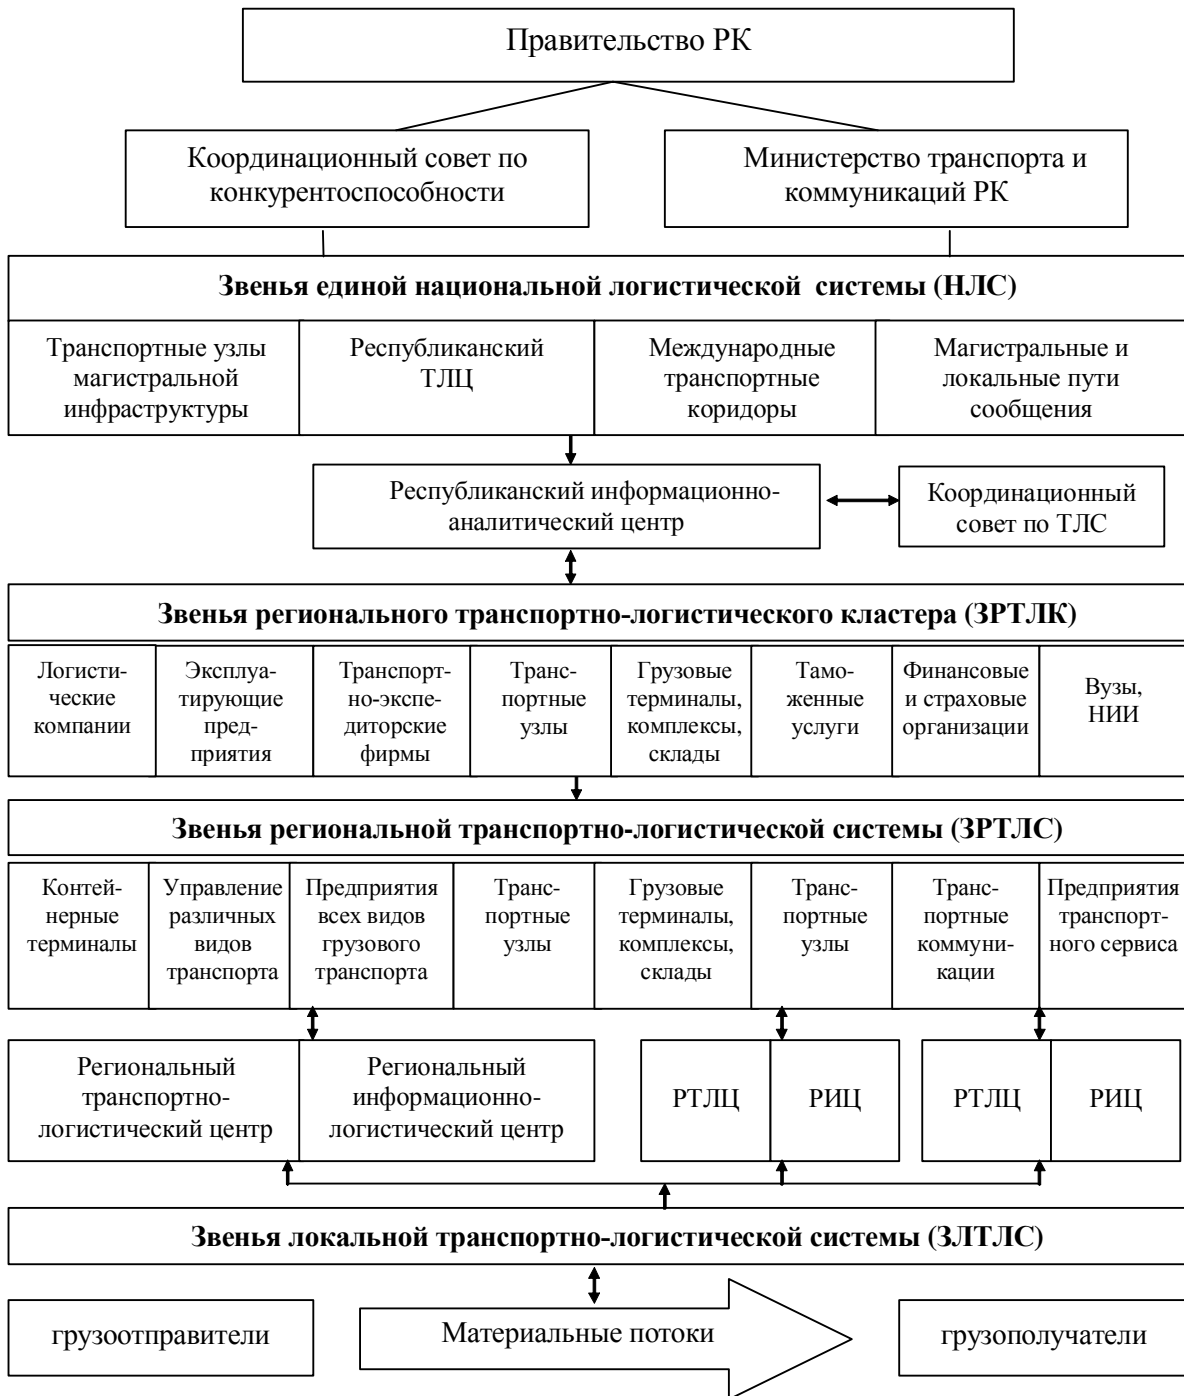 Правительство РК
Координационный совет по
конкурентоспособности
Министерство транспорта и
коммуникаций РК
Звенья единой национальной логистической системы (НЛС)
Транспортные узлы
магистральной
инфраструктуры
Республиканский
ТЛЦ
Международные
транспортные
коридоры
Магистральные и
локальные пути
сообщения
Республиканский информационно-
аналитический центр
Координационный
совет по ТЛС
Звенья регионального транспортно-логистического кластера (ЗРТЛК)
Логисти-
ческие
компании
Эксплуа-
тирующие
пред-
приятия
Транспорт-
но-экспе-
диторские
фирмы
Транс-
портные
узлы
Грузовые
терминалы,
комплексы,
склады
Тамо-
женные
услуги
Финансовые
и страховые
организации
Вузы,
НИИ
Звенья региональной транспортно-логистической системы (ЗРТЛС)
Контей-
нерные
терминалы
Управление
различных
видов
транспорта
Предприятия
всех видов
грузового
транспорта
Транс-
портные
узлы
Грузовые
терминалы,
комплексы,
склады
Транс-
портные
узлы
Транс-
портные
коммуни-
кации
Предприятия
транспорт-
ного сервиса
Региональный
транспортно-
логистический центр
Региональный
информационно-
логистический центр
РТЛЦ
РИЦ
РТЛЦ
РИЦ
Звенья локальной транспортно-логистической системы (ЗЛТЛС)
грузоотправители
Материальные потоки
грузополучатели